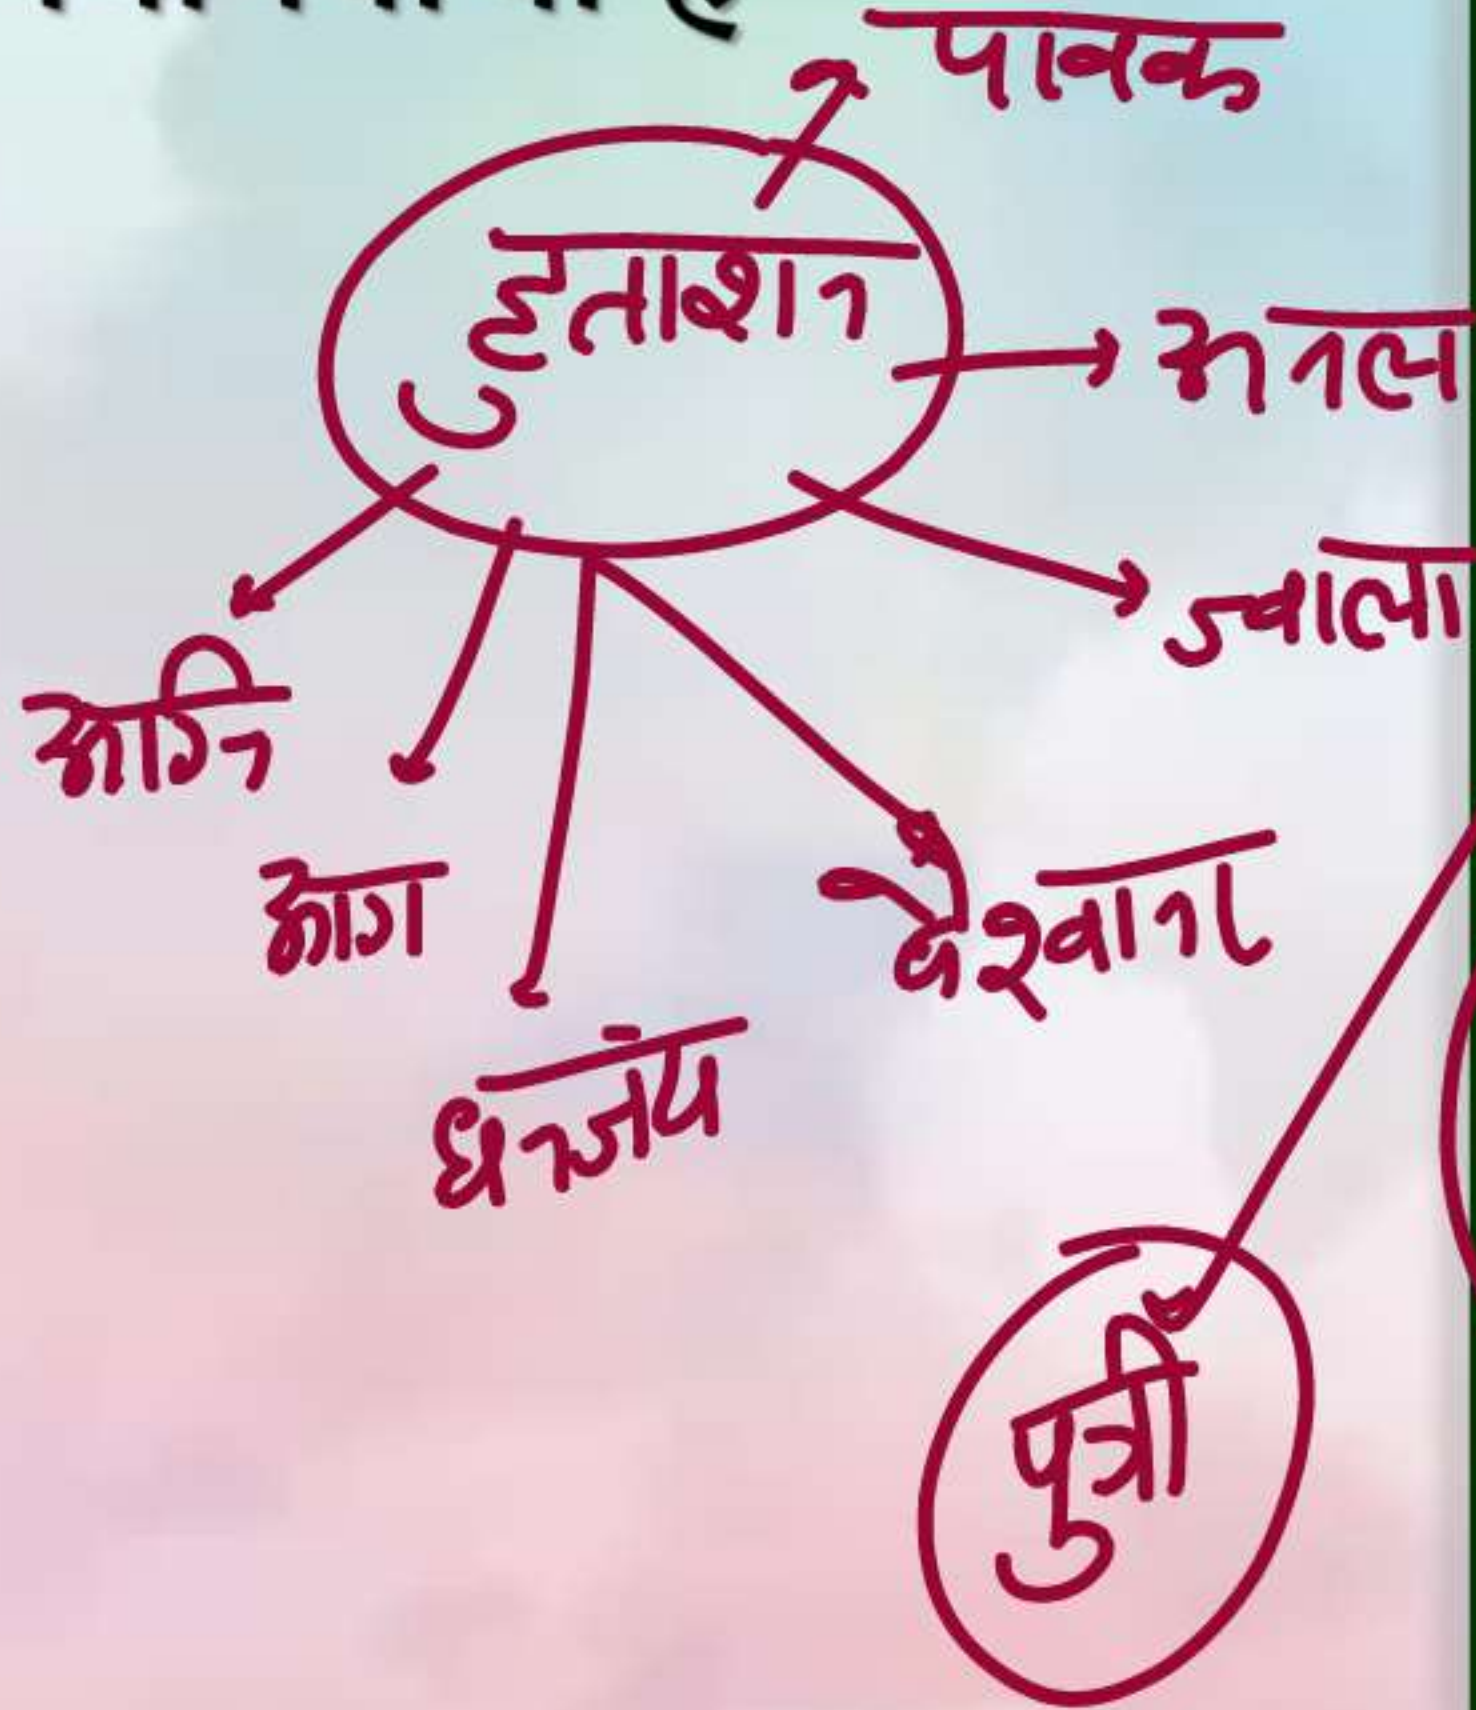 पावक
हुताशन
अनल
ज्वाला
अग्नि
आग
वैश्वानर
धनंजय
पुत्री